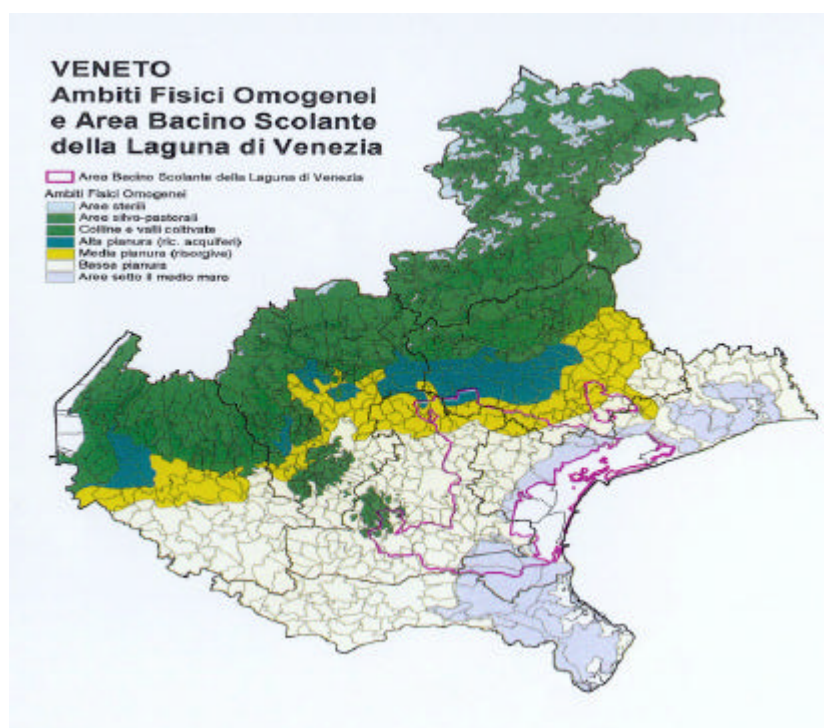 VENETO
Ambiti Fisici Omogenei
e Area Bacino Scolante
della Laguna di Venezia
Area Bacino Scolante della Laguna di Venezia
Ambiti Fisici Omogenei
Aree sterili
Aree silvo-pastorali
Colline e valli coltivate
Alta pianura (ric. acquiferi)
Media pianura (risorgive)
Bassa pianura
Aree sotto il medio mare